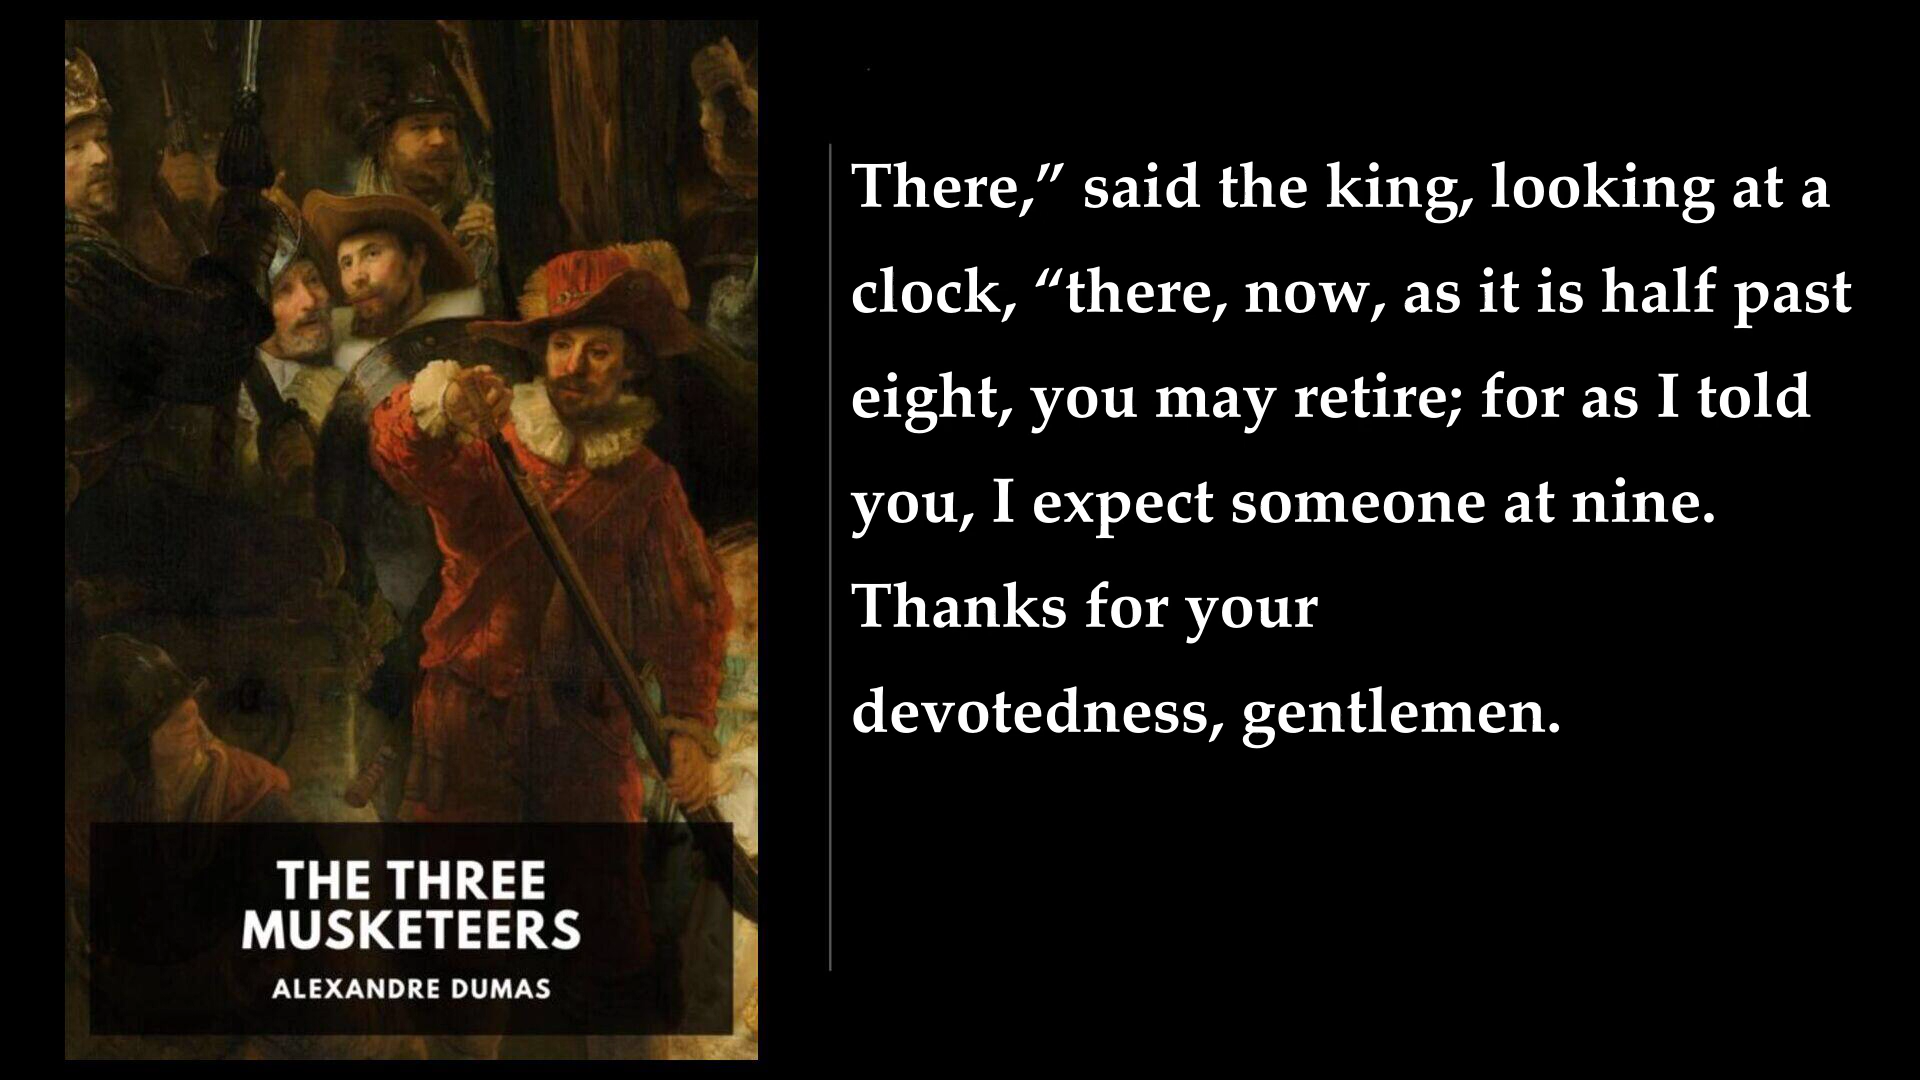 There,” said the king, looking at a
clock, “there, now, as it is half past
eight, you may retire; for as I told
you, I expect someone at nine.
Thanks for your
devotedness, gentlemen.
THE THREE
MUSKETEERS
ALEXANDRE DUMAS